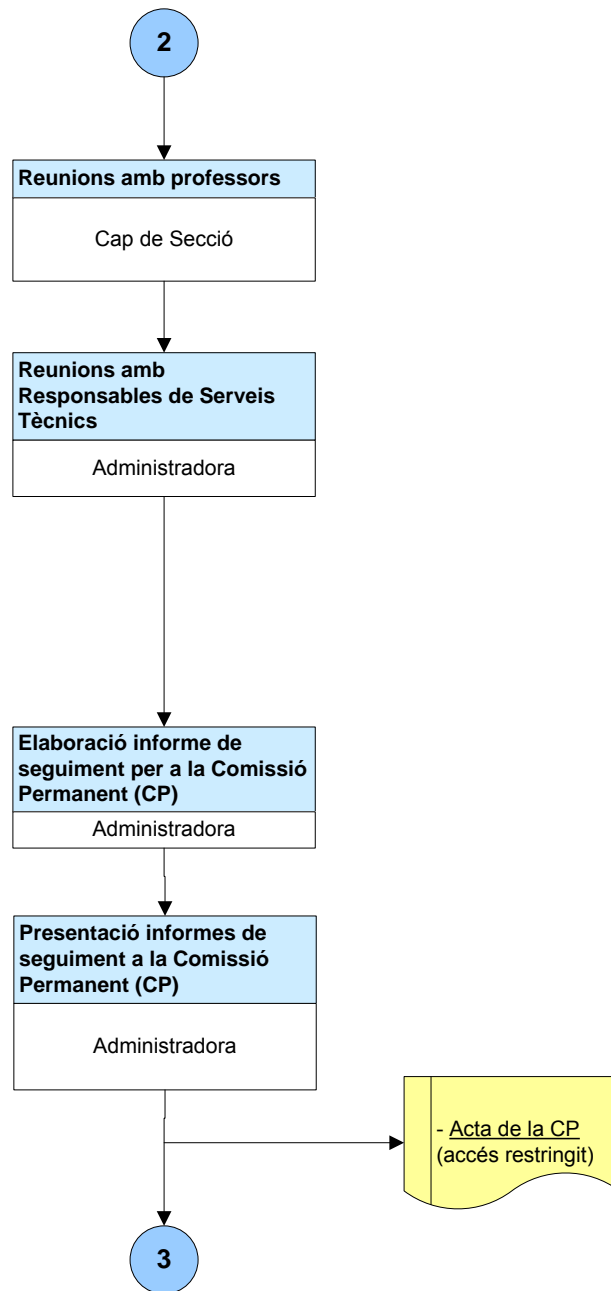 2
Reunions amb professors
Cap de Secció
Reunions amb
Responsables de Serveis
Tècnics
Administradora
Elaboració informe de
seguiment per a la Comissió
Permanent (CP)
Administradora
Presentació informes de
seguiment a la Comissió
Permanent (CP)
Administradora
- Acta de la CP
(accés restringit)
3